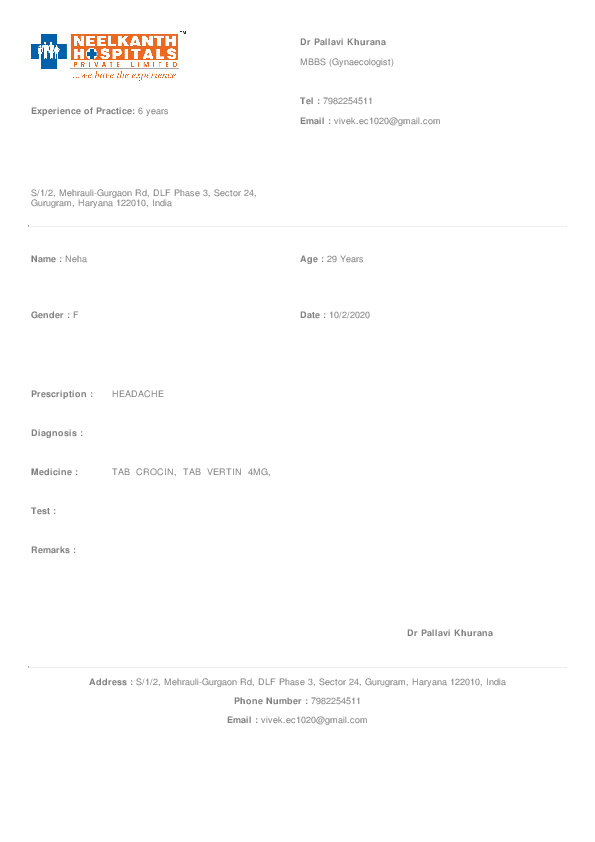 NEELKANTH
HOSPITALS
PRIVATE LIMITED
...we have the experience
TM
Dr Pallavi Khurana
MBBS (Gynaecologist)
Tel : 7982254511
Experience of Practice: 6 years
Email : vivek.ec1020@gmail.com
S/1/2, Mehrauli-Gurgaon Rd, DLF Phase 3, Sector 24,
Gurugram, Haryana 122010, India
Name : Neha
Age : 29 Years
Gender : F
Date : 10/2/2020
Prescription : HEADACHE
Diagnosis :
Medicine : TAB CROCIN, TAB VERTIN 4MG,
Test :
Remarks :
Dr Pallavi Khurana
Address : S/1/2, Mehrauli-Gurgaon Rd, DLF Phase 3, Sector 24, Gurugram, Haryana 122010, India
Phone Number : 7982254511
Email : vivek.ec1020@gmail.com